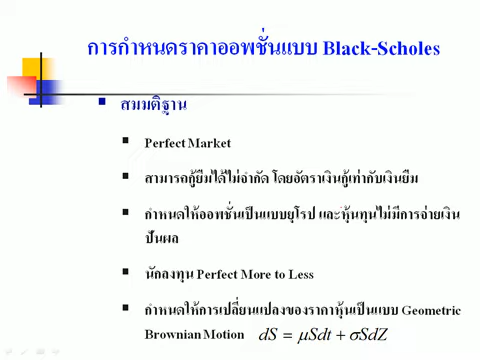 การกำหนดราคาออพชั่นแบบ Black-Scholes
สมมติฐาน
Perfect Market
สามารถกู้ยืมได้ไม่จำกัด โดยอัตราเงินกู้เท่ากับเงินยืม
กำหนดให้ออพชั่นเป็นแบบยุโรป และหุ้นทุนไม่มีการจ่ายเงิน
ปันผล
นักลงทุน Perfect More to Less
กำหนดให้การเปลี่ยนแปลงของราคาหุ้นเป็นแบบ Geometric
Brownian Motion dS = μSdt + σSdZ